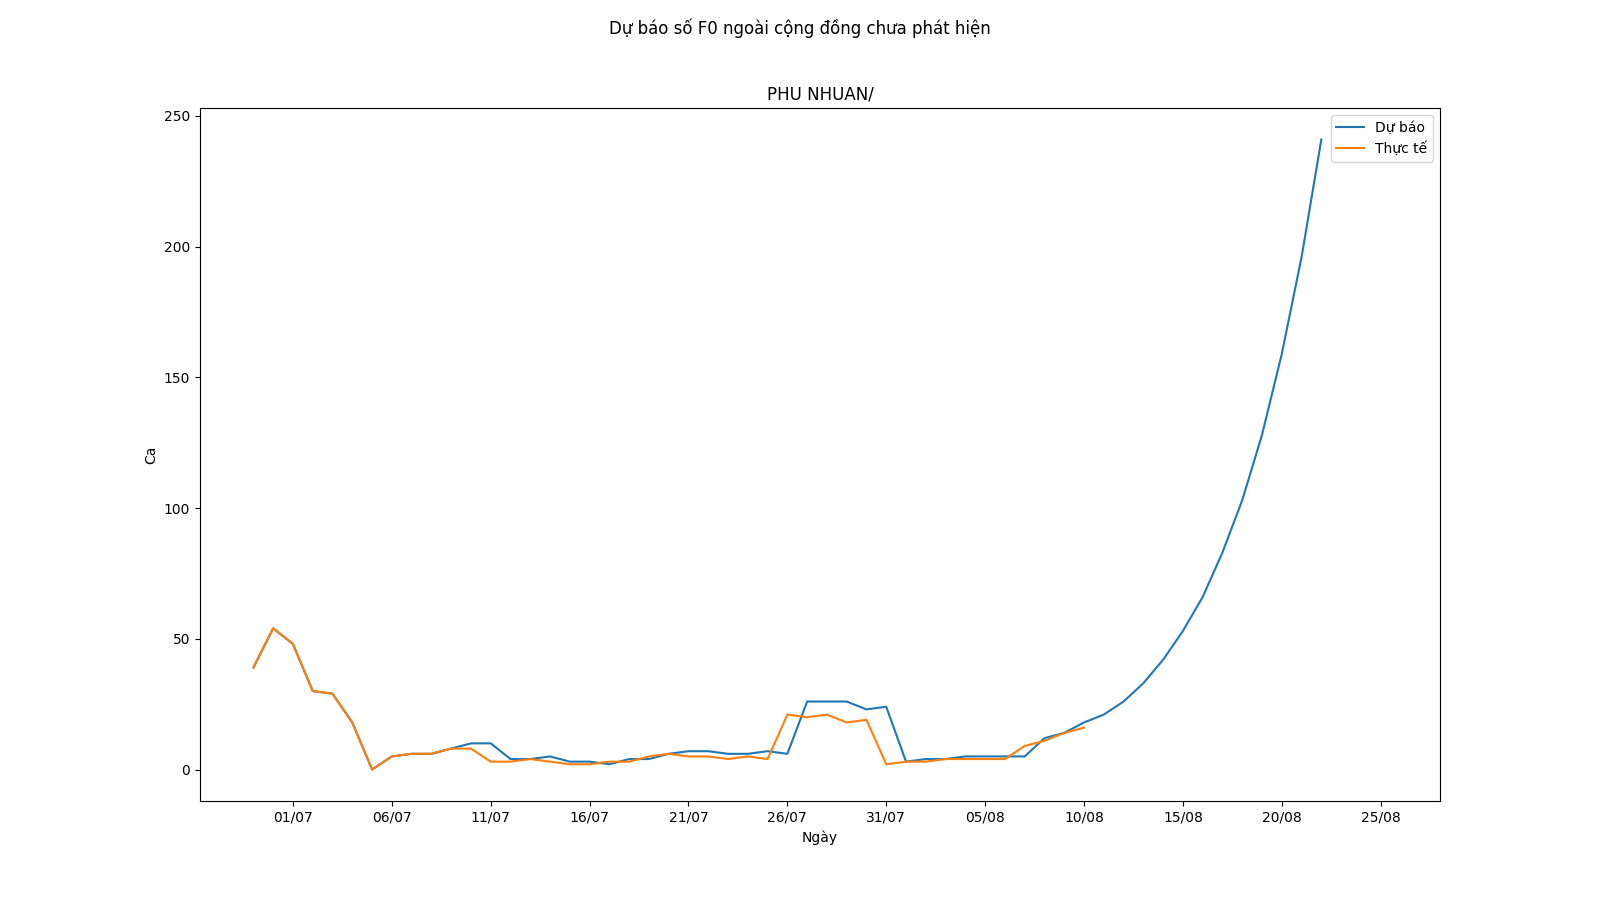 Dự báo số F0 ngoài cộng đồng chưa phát hiện
PHU NHUAN/
250
200
150
100
50
0
Ca
Dự báo
Thực tế
01/07 06/07 11/07 16/07 21/07 26/07 31/07 05/08 10/08 15/08 20/08 25/08
Ngày